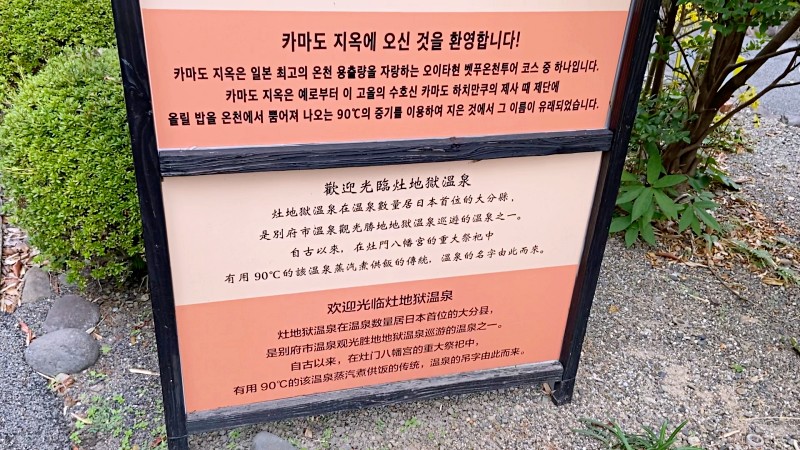 카마도 지옥에 오신 것을 환영합니다!
카마도 지옥은 일본 최고의 온천 용출량을 자랑하는 오이타현 벳푸온천투어 코스 중 하나입니다.
카마도 지옥은 예로부터 이 고을의 수호신 카마도 하치만쿠의 제사 때 제단에
올릴 밥을 온천에서 뿜어져 나오는 90℃의 증기를 이용하여 지은 것에서 그 이름이 유래되었습니다.
歡迎光臨灶地獄溫泉
灶地獄溫泉在溫泉數量居日本首位的大分縣，
是別府市溫泉觀光勝地地獄溫泉巡遊的溫泉之一。
自古以來，在灶門八幡宮的重大祭祀中
有用 90℃的該溫泉蒸汽煮供飯的傳統，溫泉的名字由此而來。
欢迎光临灶地狱温泉
灶地狱温泉在温泉数量居日本首位的大分县，
是别府市温泉观光胜地地狱温泉巡游的温泉之一。
自古以来，在灶门八幡宫的重大祭祀中，
有用 90℃的该温泉蒸汽煮供饭的传统，温泉的吊字由此而来。